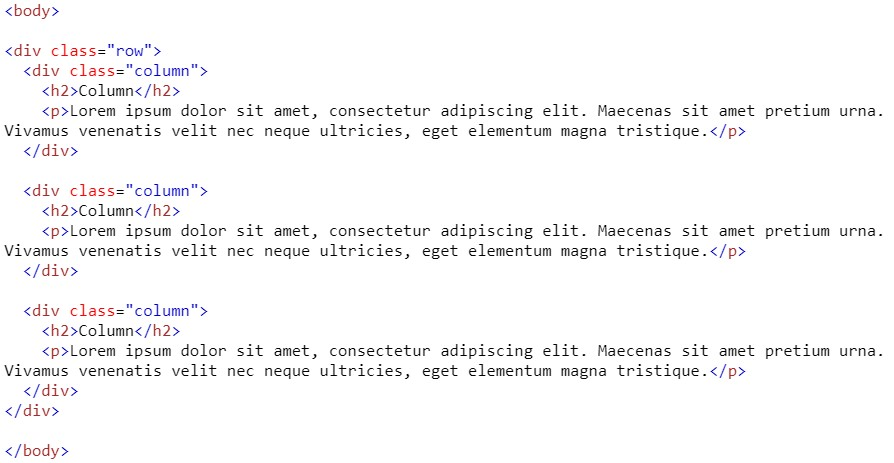 <body>
<div class="row">
<div class="column">
<h2>Column</h2>
<p>Lorem ipsum dolor sit amet, consectetur adipiscing elit. Maecenas sit amet pretium urna.
Vivamus venenatis velit nec neque ultricies, eget elementum magna tristique.</p>
</div>
<div class="column">
<h2>Column</h2>
<p>Lorem ipsum dolor sit amet, consectetur adipiscing elit. Maecenas sit amet pretium urna.
Vivamus venenatis velit nec neque ultricies, eget elementum magna tristique.</p>
</div>
<div class="column">
<h2>Column</h2>
<p>Lorem ipsum dolor sit amet, consectetur adipiscing elit. Maecenas sit amet pretium urna.
Vivamus venenatis velit nec neque ultricies, eget elementum magna tristique.</p>
</div>
</div>
</body>